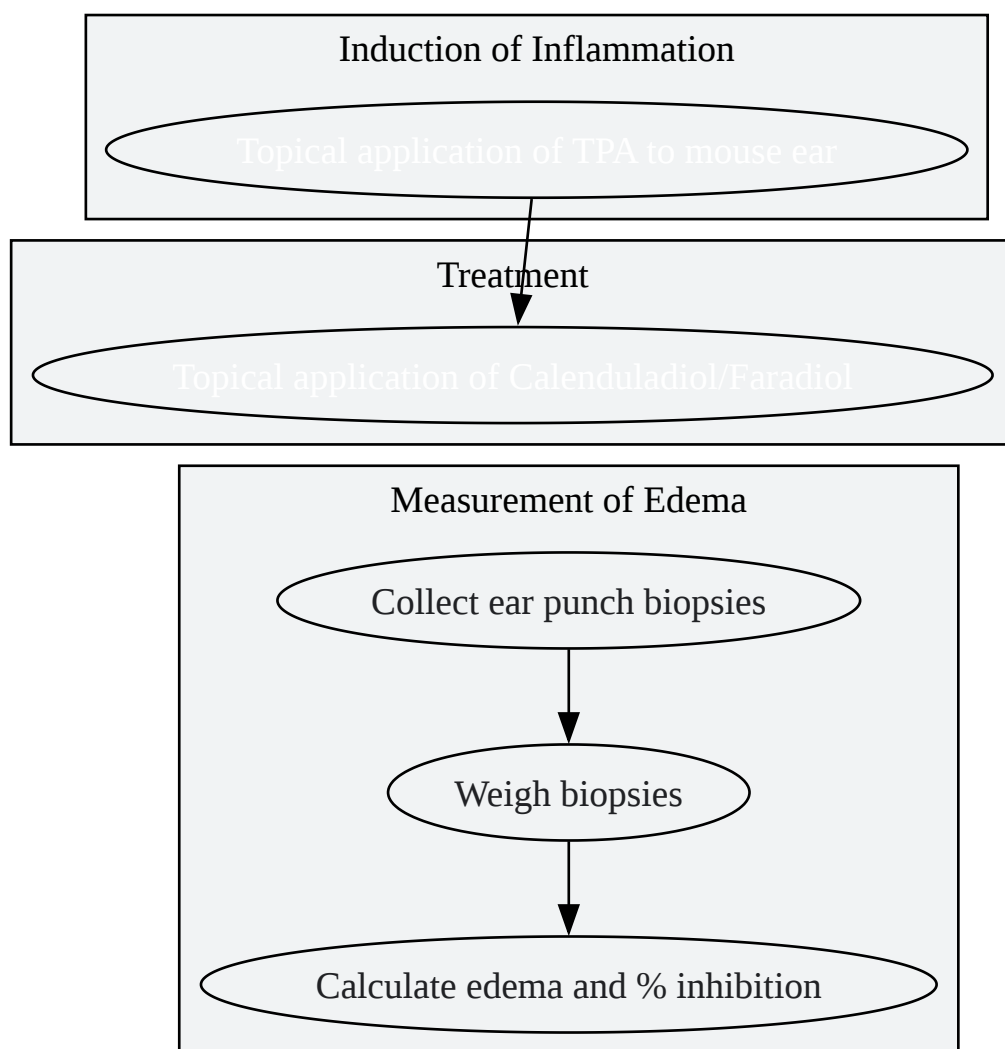 Induction of Inflammation
Topical application of TPA to mouse ear
Treatment
Topical application of Calenduladiol/Faradiol
Measurement of Edema
Collect ear punch biopsies
Weigh biopsies
Calculate edema and % inhibition